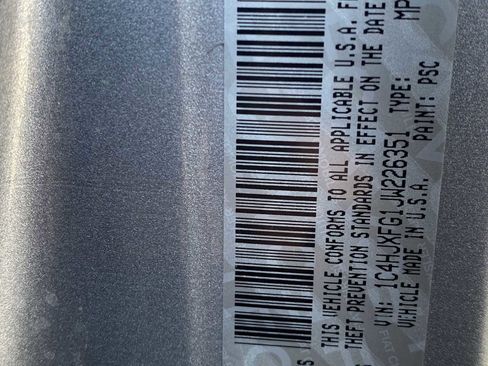 THIS VEHICLE CONFORMS TO ALL APPLICABLE U.S.A. F
THEFT PREVENTION STANDARDS IN EFFECT ON THE DATE
VIN: 1C4HJXFG1JW226351 TYPE: MP
VEHICLE MADE IN U.S.A. PAINT: PSC